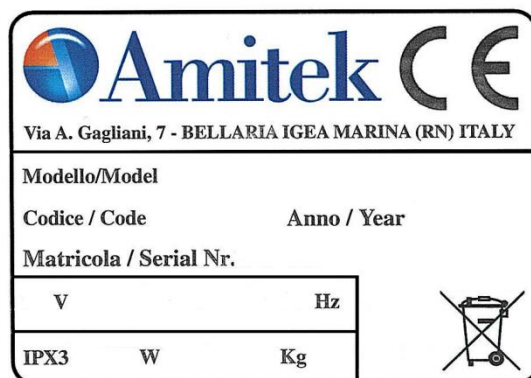 Amitek CE
Via A. Gagliani, 7 - BELLARIA IGEA MARINA (RN) ITALY
Modello/Model
Codice / Code Anno / Year
Matricola / Serial Nr.
V Hz
IPX3 W Kg